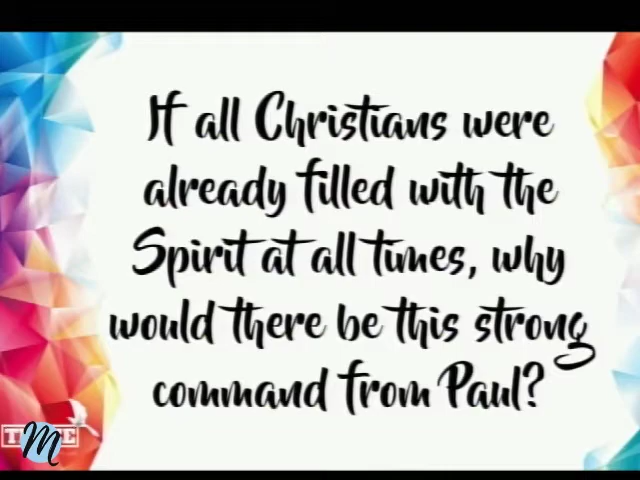 If all Christians were
already filled with the
Spirit at all times, why
would there be this strong
command from Paul?
M